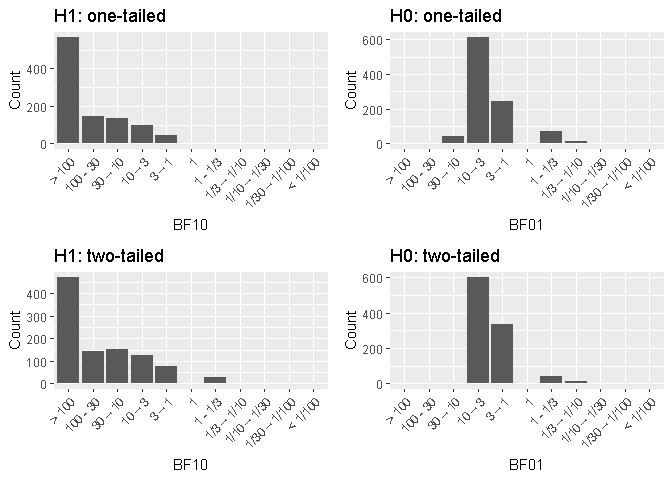 H1: one-tailed
Count
400
200
0
> 100
100 - 30
30 – 10
10 – 3
3 – 1
1
1 - 1/3
1/3 – 1/10
1/10 – 1/30
1/30 – 1/100
< 1/100
BF10
H0: one-tailed
Count
600
400
200
0
> 100
100 - 30
30 – 10
10 – 3
3 – 1
1
1 - 1/3
1/3 – 1/10
1/10 – 1/30
1/30 – 1/100
< 1/100
BF01
H1: two-tailed
Count
400
300
200
100
0
> 100
100 - 30
30 – 10
10 – 3
3 – 1
1
1 - 1/3
1/3 – 1/10
1/10 – 1/30
1/30 – 1/100
< 1/100
BF10
H0: two-tailed
Count
600
400
200
0
> 100
100 - 30
30 – 10
10 – 3
3 – 1
1
1 - 1/3
1/3 – 1/10
1/10 – 1/30
1/30 – 1/100
< 1/100
BF01